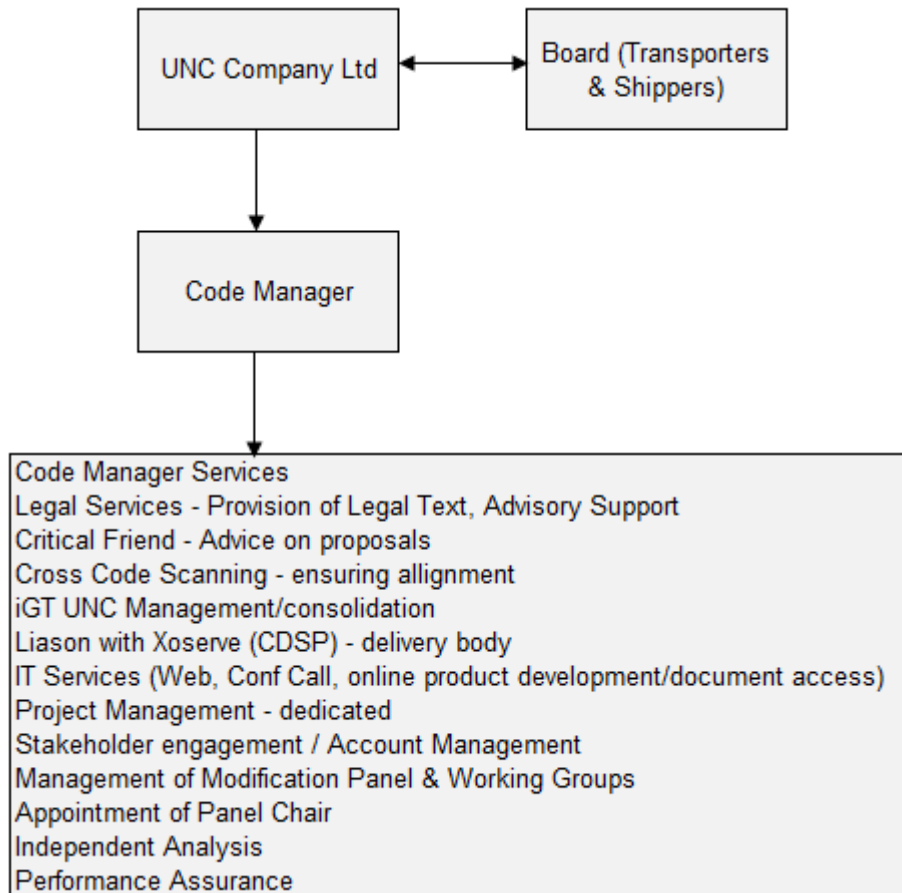 UNC Company Ltd
Board (Transporters
& Shippers)
Code Manager
Code Manager Services
Legal Services - Provision of Legal Text, Advisory Support
Critical Friend - Advice on proposals
Cross Code Scanning - ensuring allignment
iGT UNC Management/consolidation
Liason with Xoserve (CDSP) - delivery body
IT Services (Web, Conf Call, online product development/document access)
Project Management - dedicated
Stakeholder engagement / Account Management
Management of Modification Panel & Working Groups
Appointment of Panel Chair
Independent Analysis
Performance Assurance